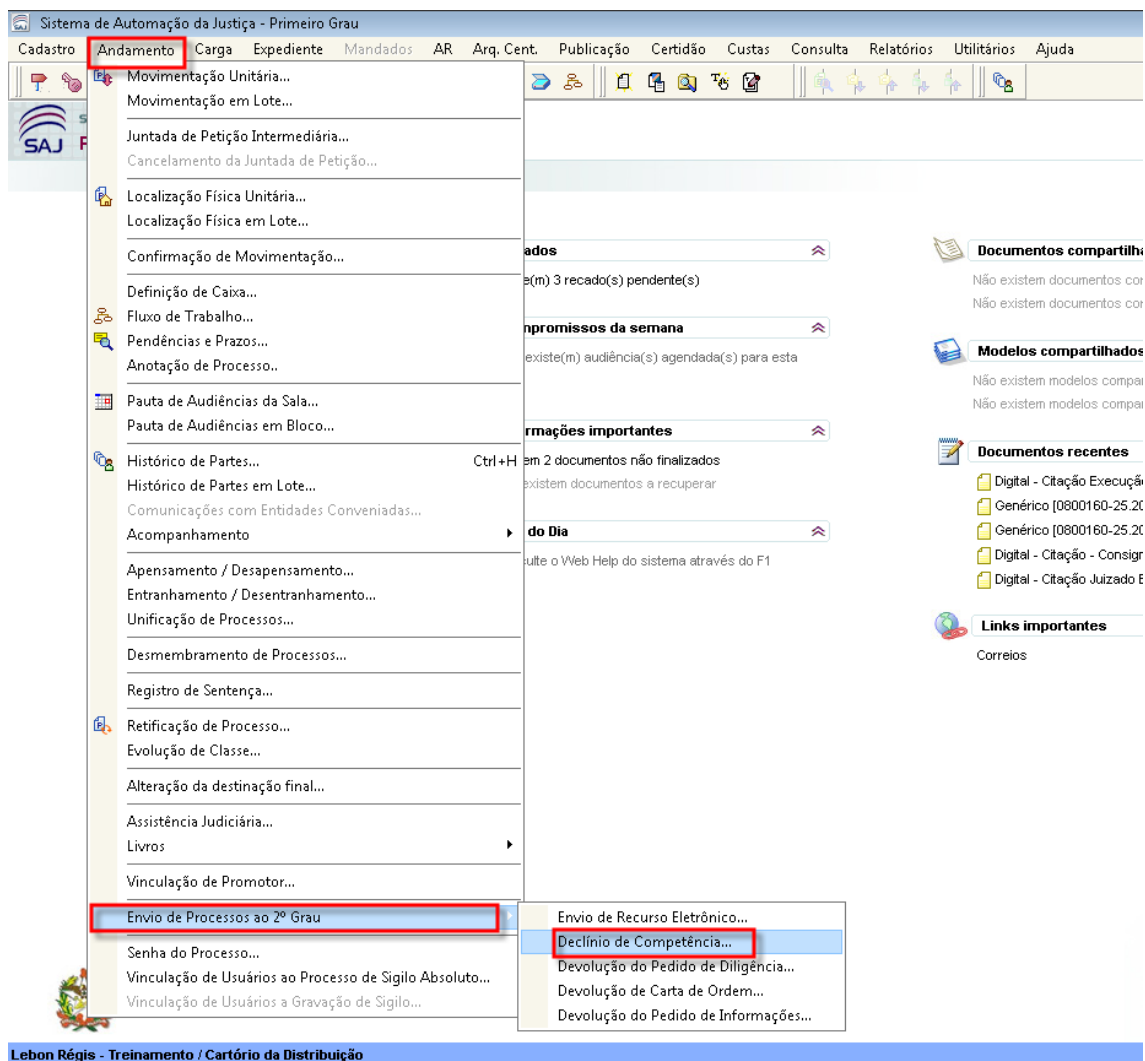 Sistema de Automação da Justiça - Primeiro Grau
Cadastro Andamento Carga Expediente Mandados AR Arq. Cent. Publicação Certidão Custas Consulta Relatórios Utilitários Ajuda
SAJ
Movimentação Unitária...
Movimentação em Lote...
Juntada de Petição Intermediária...
Cancelamento da Juntada de Petição...
Localização Física Unitária...
Localização Física em Lote...
Confirmação de Movimentação...
Definição de Caixa...
Fluxo de Trabalho...
Pendências e Prazos...
Anotação de Processo..
Pauta de Audiências da Sala...
Pauta de Audiências em Bloco...
Histórico de Partes... Ctrl+H
Histórico de Partes em Lote...
Comunicações com Entidades Conveniadas...
Acompanhamento
Apensamento / Desapensamento...
Entranhamento / Desentranhamento...
Unificação de Processos...
Desmembramento de Processos...
Registro de Sentença...
Retificação de Processo...
Evolução de Classe...
Alteração da destinação final...
Assistência Judiciária...
Livros
Vinculação de Promotor...
Envio de Processos ao 2º Grau
Senha do Processo...
Vinculação de Usuários ao Processo de Sigilo Absoluto...
Vinculação de Usuários a Gravação de Sigilo...
Envio de Recurso Eletrônico...
Declínio de Competência...
Devolução do Pedido de Diligência...
Devolução de Carta de Ordem...
Devolução do Pedido de Informações...
ados
e(m) 3 recado(s) pendente(s)
mpromissos da semana
existe(m) audiência(s) agendada(s) para esta
rmações importantes
em 2 documentos não finalizados
existem documentos a recuperar
do Dia
sulte o Web Help do sistema através do F1
Documentos compartilha
Não existem documentos cor
Não existem documentos cor
Modelos compartilhados
Não existem modelos compar
Não existem modelos compar
Documentos recentes
Digital - Citação Execuçã
Genérico [0800160-25.20
Genérico [0800160-25.20
Digital - Citação - Consign
Digital - Citação Juizado E
Links importantes
Correios
Lebon Régis - Treinamento / Cartório da Distribuição